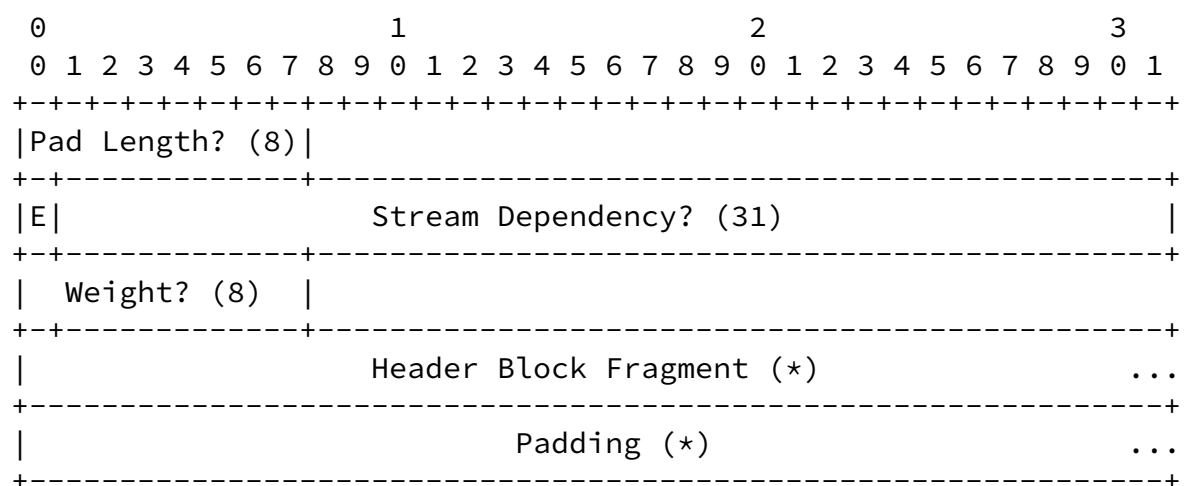 0                   1                   2                   3
 0 1 2 3 4 5 6 7 8 9 0 1 2 3 4 5 6 7 8 9 0 1 2 3 4 5 6 7 8 9 0 1
+-+-+-+-+-+-+-+-+-+-+-+-+-+-+-+-+-+-+-+-+-+-+-+-+-+-+-+-+-+-+-+-+
|Pad Length? (8)|
+-+-------------+-----------------------------------------------+
|E|                 Stream Dependency? (31)                     |
+-+-------------+-----------------------------------------------+
|  Weight? (8)  |
+-+-------------+-----------------------------------------------+
|                   Header Block Fragment (*)                 ...
+---------------------------------------------------------------+
|                           Padding (*)                       ...
+---------------------------------------------------------------+